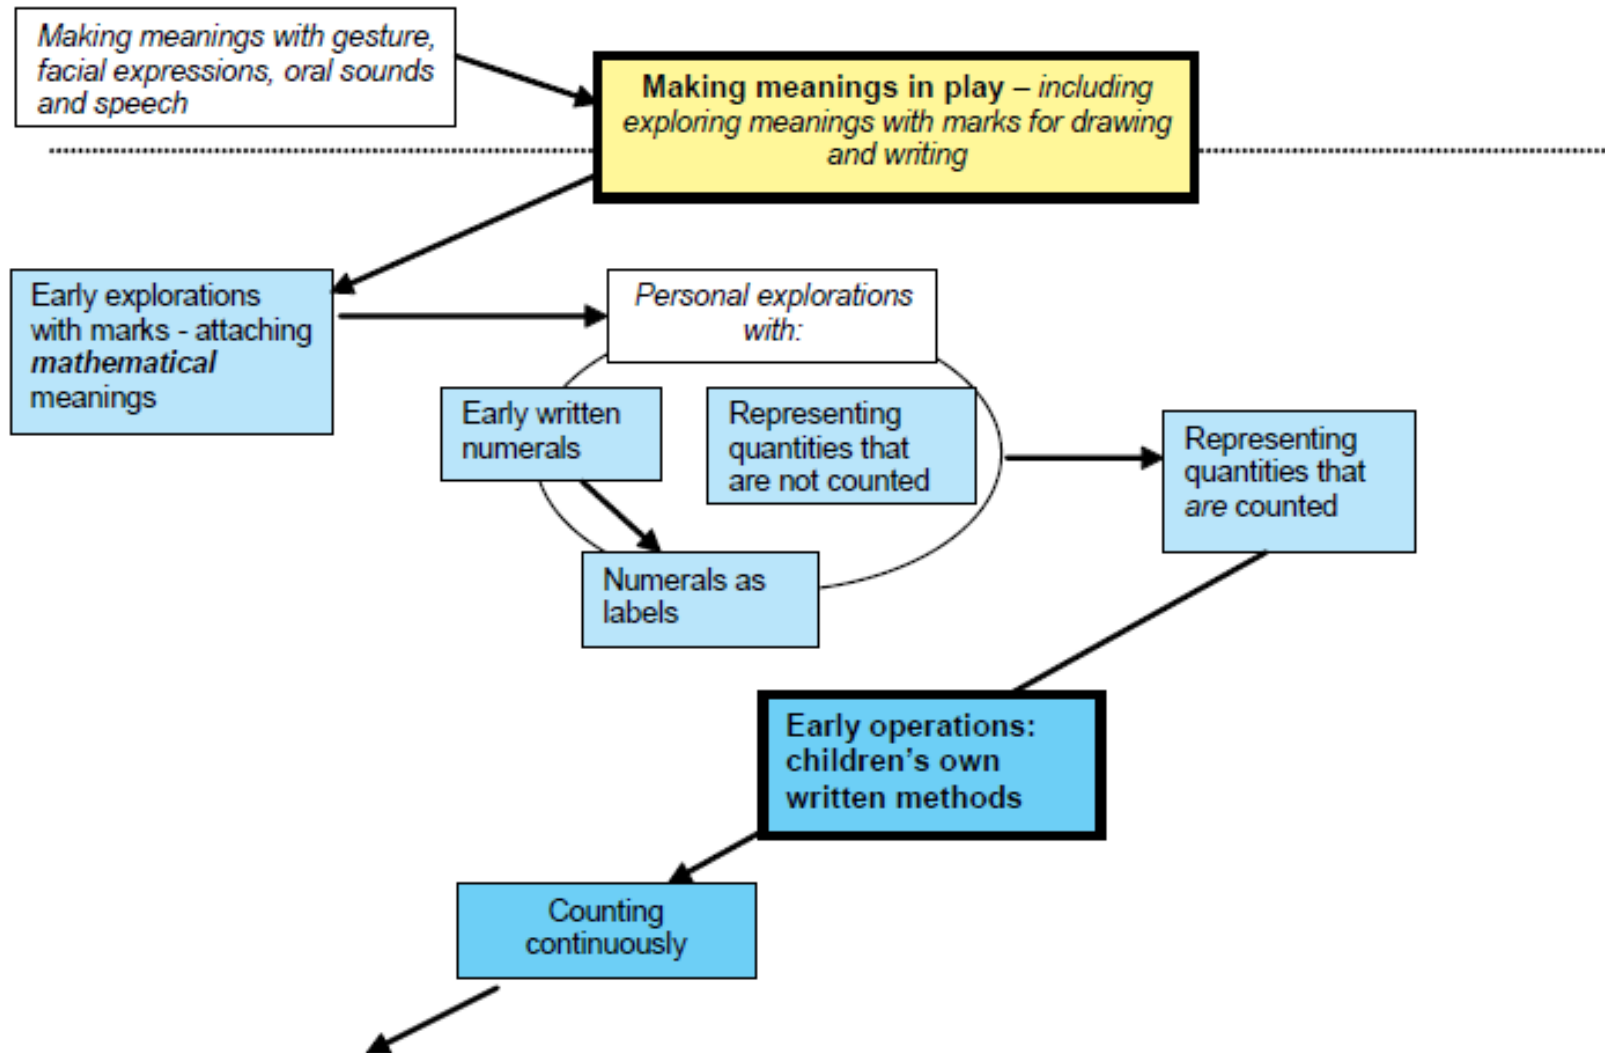 Making meanings with gesture,
facial expressions, oral sounds
and speech
Making meanings in play – including
exploring meanings with marks for drawing
and writing
Early explorations
with marks - attaching
mathematical
meanings
Personal explorations
with:
Early written
numerals
Representing
quantities that
are not counted
Representing
quantities that
are counted
Numerals as
labels
Early operations:
children's own
written methods
Counting
continuously